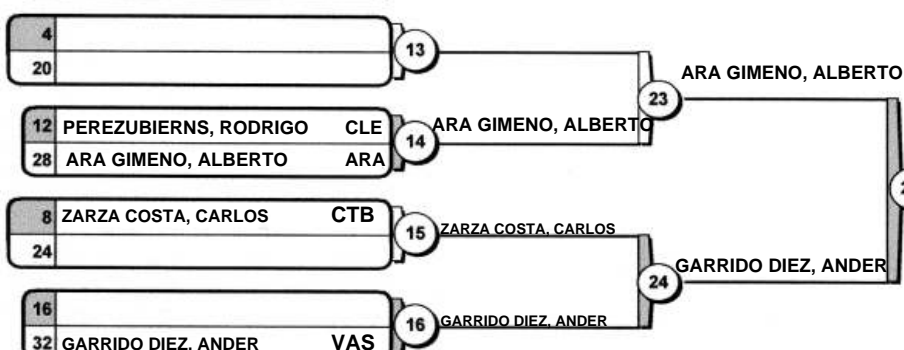 4
20
13
12 PEREZUBIERNS, RODRIGO CLE
28 ARA GIMENO, ALBERTO ARA
14
ARA GIMENO, ALBERTO
23
ARA GIMENO, ALBERTO
8 ZARZA COSTA, CARLOS CTB
24
15
ZARZA COSTA, CARLOS
16
32 GARRIDO DIEZ, ANDER VAS
16
GARRIDO DIEZ, ANDER
24
GARRIDO DIEZ, ANDER